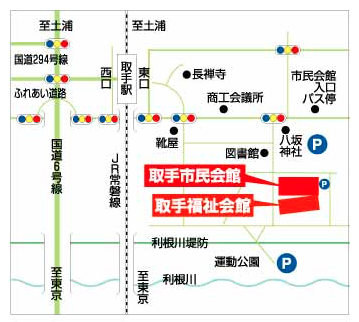 至土浦
至土浦
国道294号線
ふれあい道路
西口
取手駅
東口
長禅寺
商工会議所
市民会館
入口
バス停
靴屋
図書館
八坂
神社
P
国道6号線
JR常磐線
取手市民会館
P
取手福祉会館
利根川堤防
運動公園
P
至東京
至東京
利根川